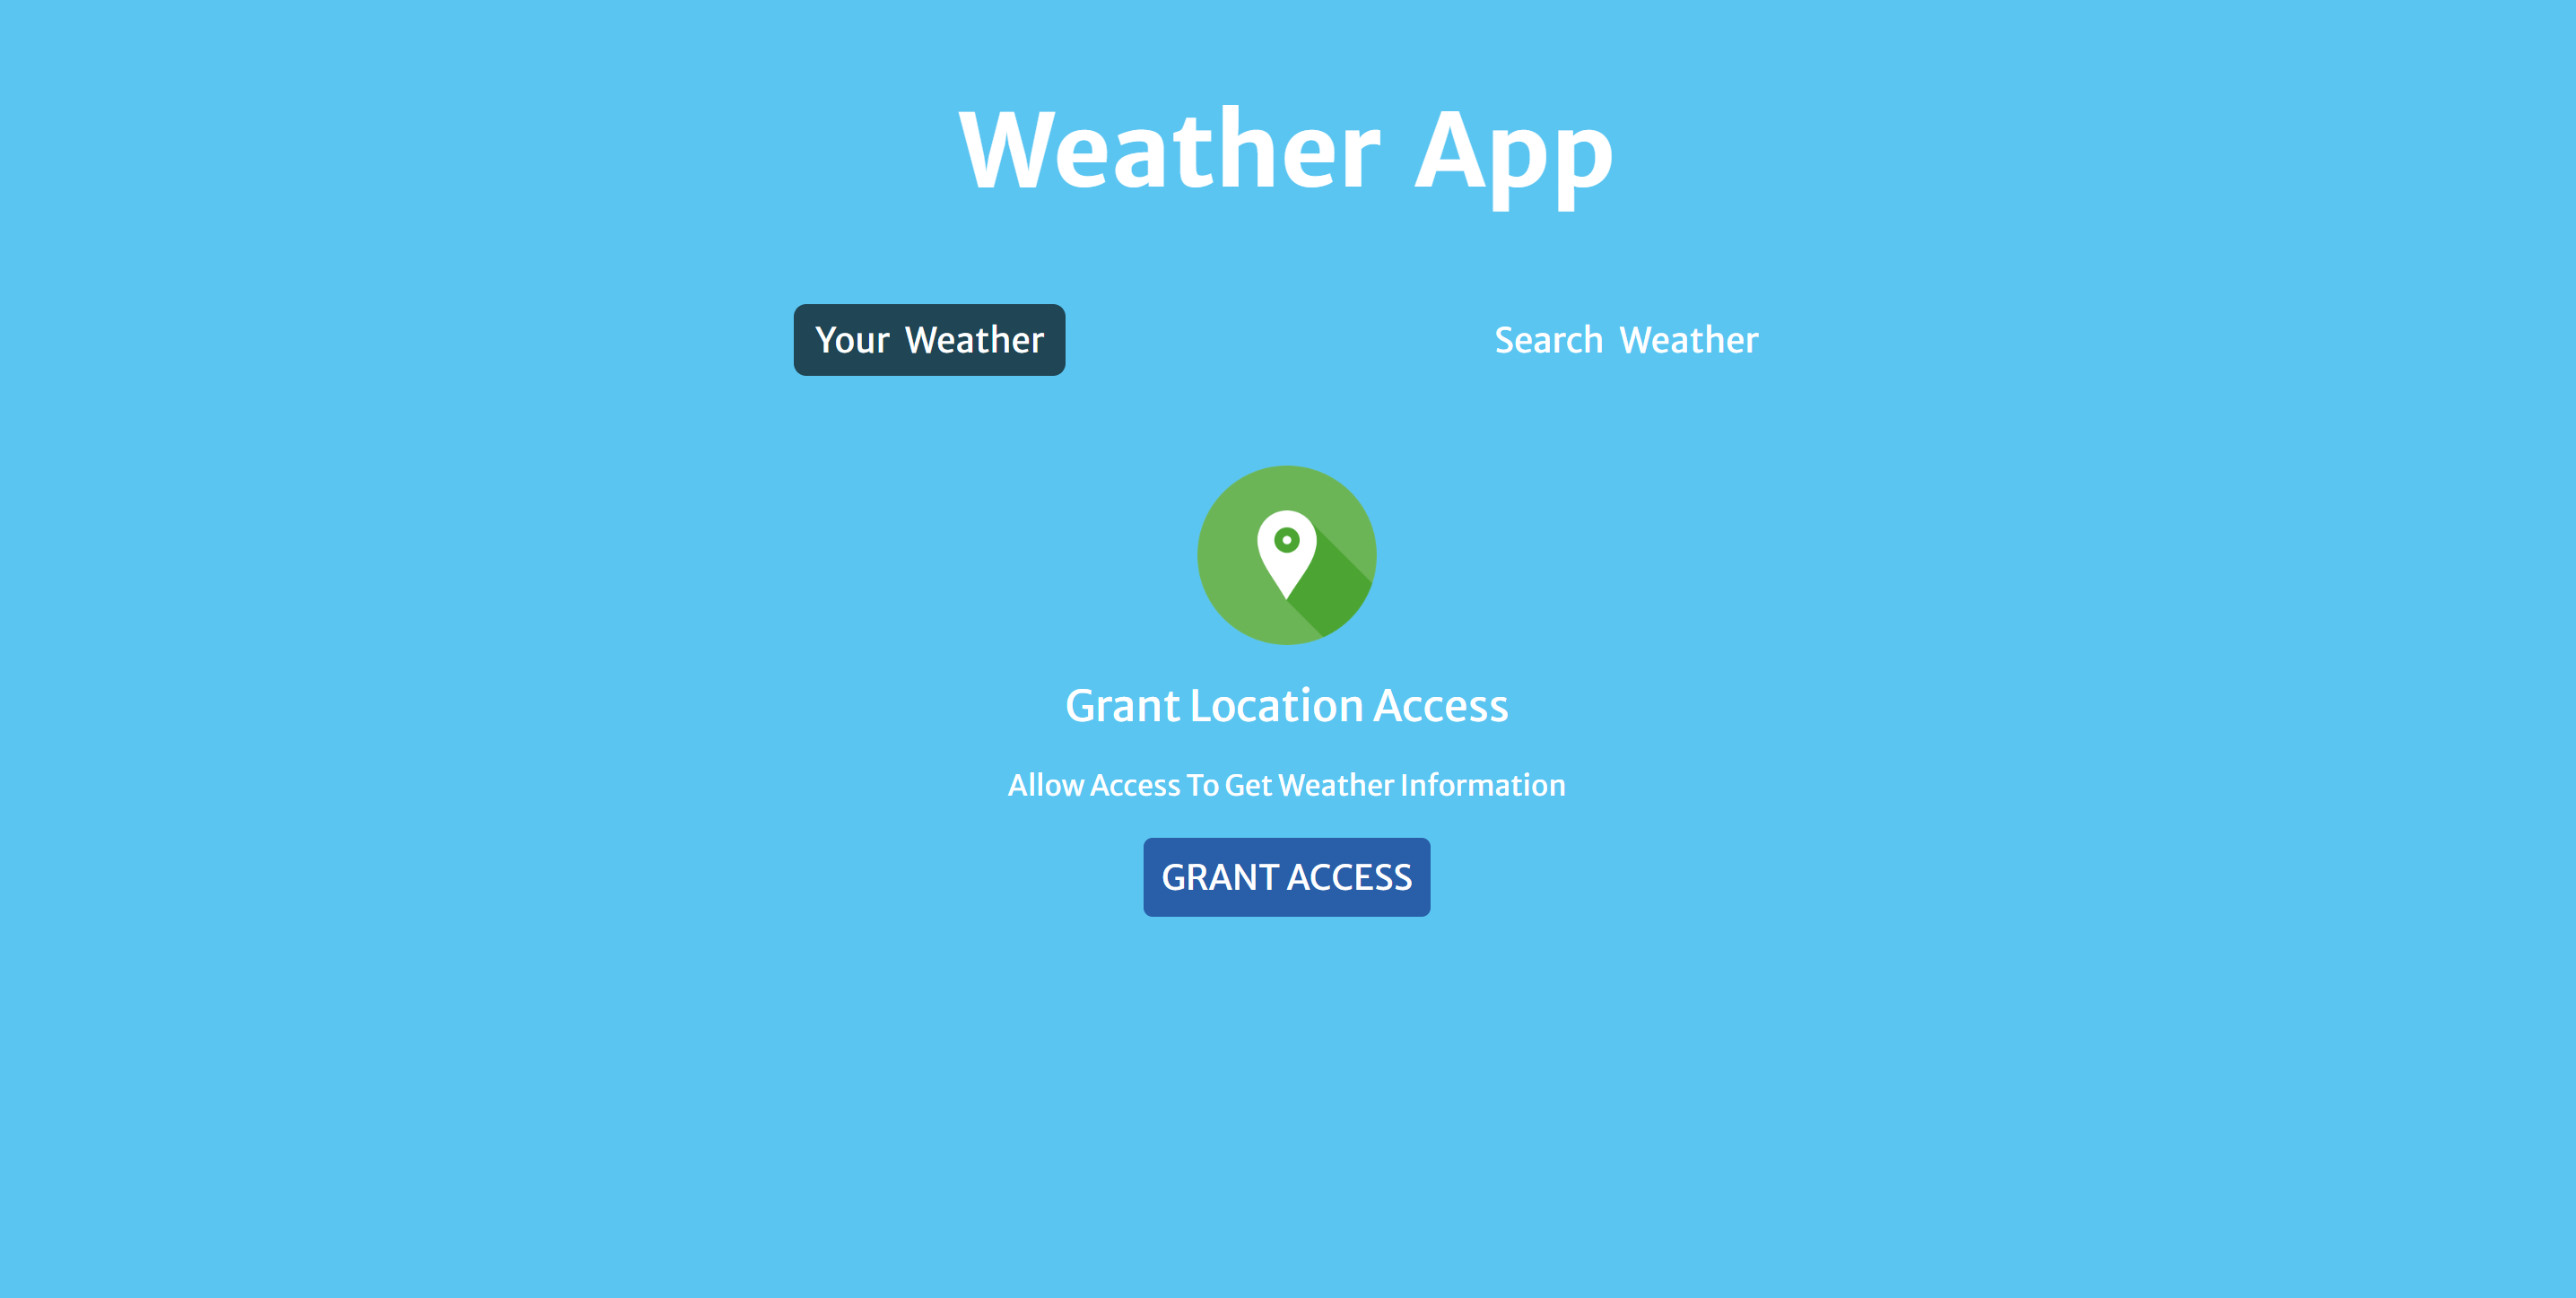 Weather App
Your Weather
Search Weather
Grant Location Access
Allow Access To Get Weather Information
GRANT ACCESS